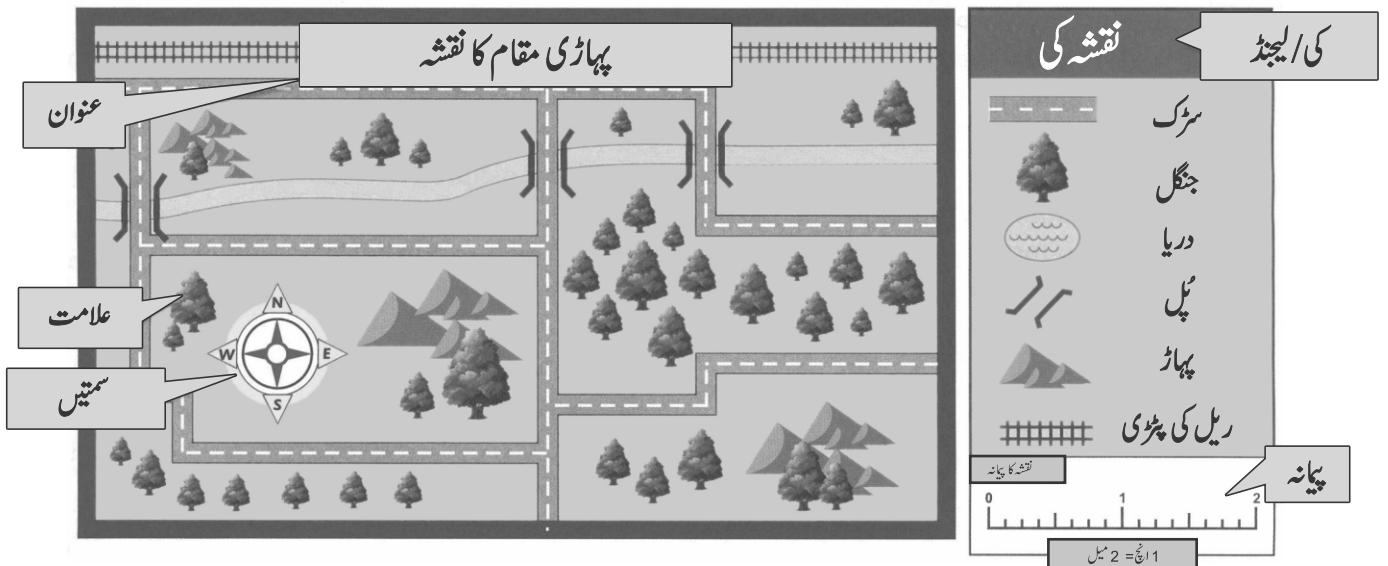 پہاڑی مقام کا نقشہ
عنوان
علامت
سمتیں
N
W E
S
کی/لیجنڈ
نقشہ کی
سڑک
جنگل
دریا
پُل
پہاڑ
ریل کی پٹڑی
پیمانہ
نقشہ کا پیمانہ
0 1 2
1 انچ = 2 میل